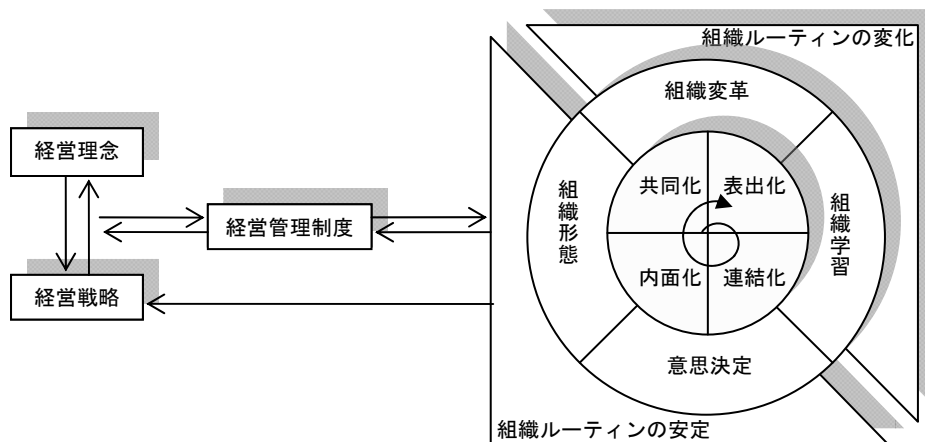 組織ルーティンの変化
組織変革
経営理念
共同化
表出化
組織形態
組織学習
経営管理制度
内面化
連結化
経営戦略
意思決定
組織ルーティンの安定